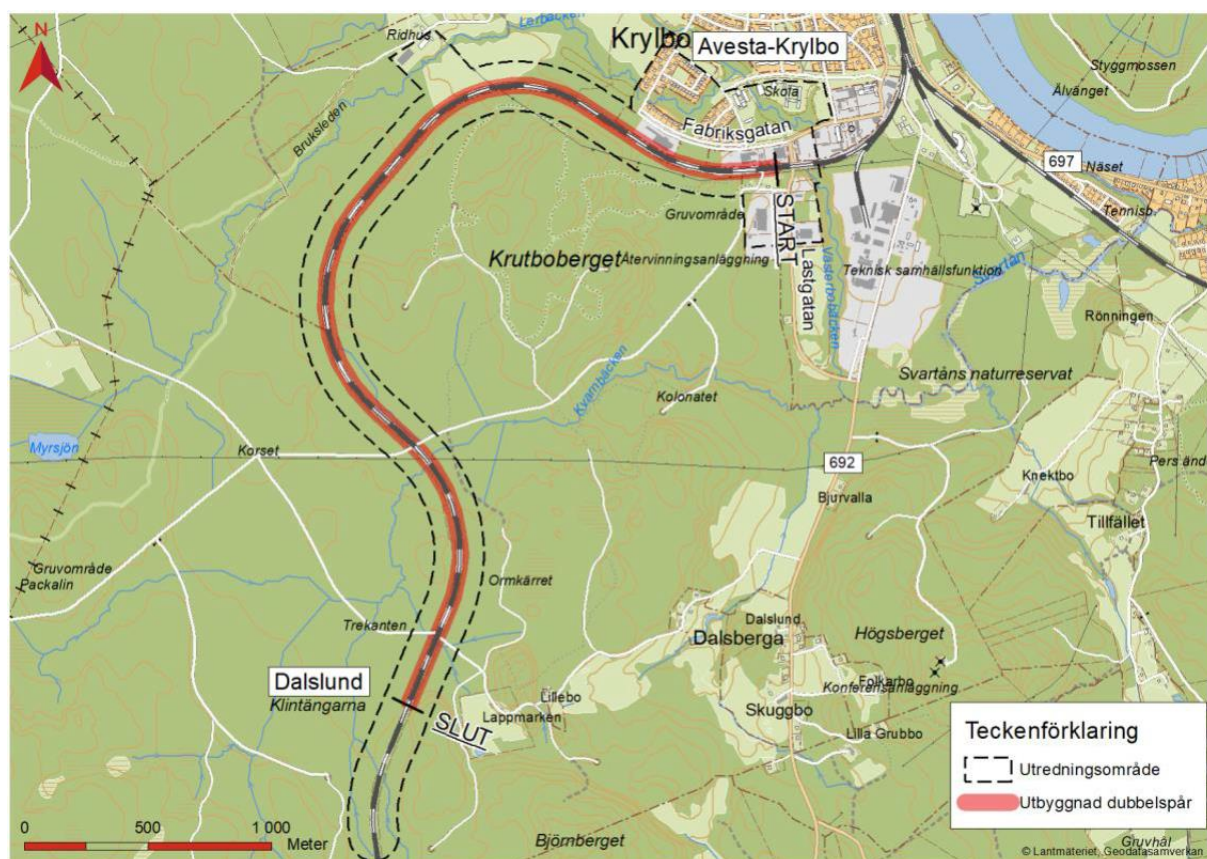 N
Ridhus
Lerbäcken
Krylbo
Avesta-Krylbo
Styggmossen
Älvänget
Skola
Bruksleden
Fabriksgatan
697
Näset
Tennisb.
START
Gruvområde
Krutboberget
Återvinningsanläggning
Lastgatan
Västerbobäcken
Teknisk samhällsfunktion
Svartån
Rönningen
Kvarnbäcken
Svartåns naturreservat
Kolonatet
Myrsjön
Korset
692
Pers änd
Knektbo
Bjurvalla
Tillfället
Gruvområde
Packalin
Ormkärret
Trekanten
Dalslund
Högsberget
Dalsberga
Dalslund
Klintängarna
Folkarbo
Konferensanläggning
Lillebo
Lappmarken
Skuggbo
SLUT
Lilla Grubbo
Teckenförklaring
Utredningsområde
Utbyggnad dubbelspår
0 500 1 000
Meter
Björnberget
Gruvhål
© Lantmäteriet, Geodatasamverkan